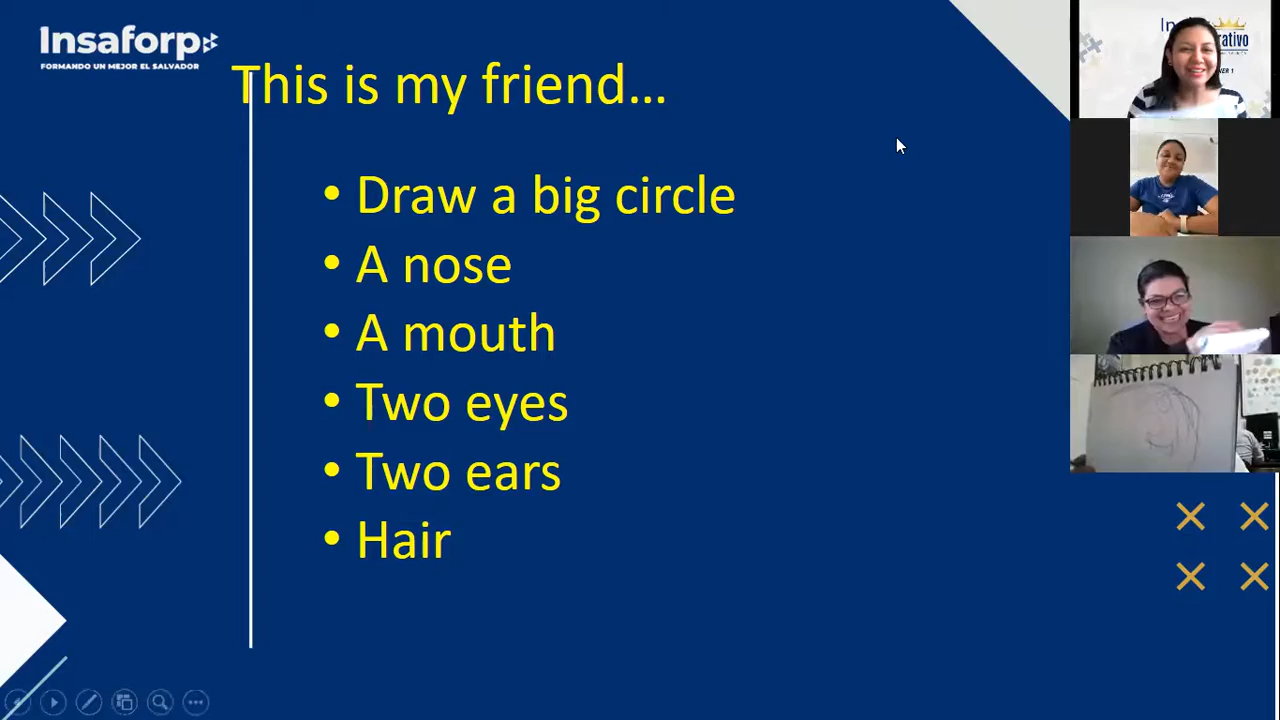 Insaforp
FORMANDO UN MEJOR EL SALVADOR
This is my friend...
• Draw a big circle
• A nose
• A mouth
• Two eyes
• Two ears
• Hair